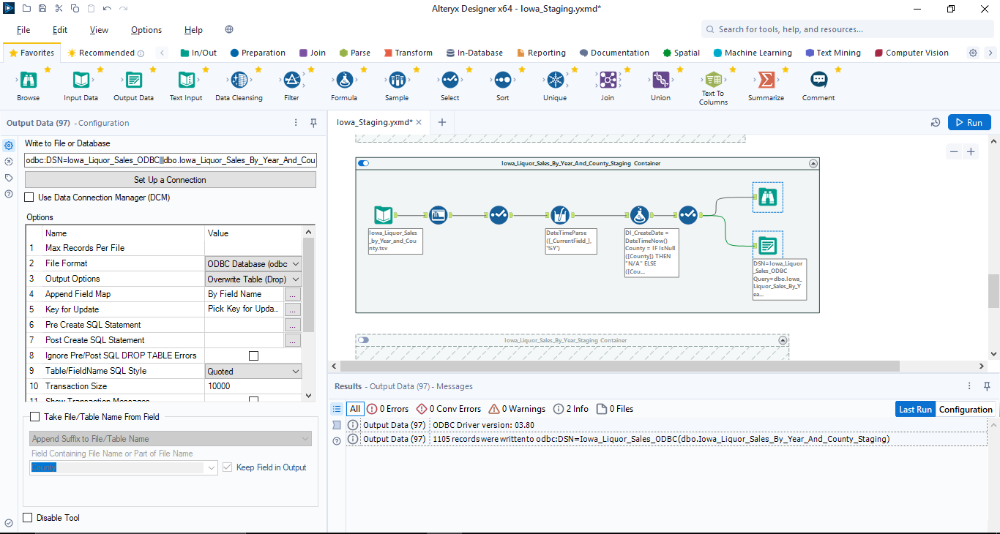 Alteryx Designer x64 - Iowa_Staging.yxmd*
File Edit View Options Help
Search for tools, help, and resources...
Favorites Recommended In/Out Preparation Join Parse Transform In-Database Reporting Documentation Spatial Machine Learning Text Mining Computer Vision
Browse Input Data Output Data Text Input Data Cleansing Filter Formula Sample Select Sort Unique Join Union Text To Columns Summarize Comment
Output Data (97) - Configuration
Write to File or Database
odbc:DSN=Iowa_Liquor_Sales_ODBC dbo.Iowa_Liquor_Sales_By_Year_And_Cou
Set Up a Connection
Use Data Connection Manager (DCM)
Options
Name Value
1 Max Records Per File
2 File Format ODBC Database (odbc
3 Output Options Overwrite Table (Drop)
4 Append Field Map By Field Name ...
5 Key for Update Pick Key for Upda... ...
6 Pre Create SQL Statement ...
7 Post Create SQL Statement ...
8 Ignore Pre/Post SQL DROP TABLE Errors
9 Table/FieldName SQL Style Quoted
10 Transaction Size 10000
11 Show Transaction Messages
Take File/Table Name From Field
Append Suffix to File/Table Name
Field Containing File Name or Part of File Name
County
Keep Field in Output
Disable Tool
Iowa_Staging.yxmd*
Run
Iowa_Liquor_Sales_By_Year_And_County_Staging Container
Iowa_Liquor_Sales
_by_Year_and_Cou
nty.tsv
DateTimeParse
([_CurrentField_],
'%Y')
DI_CreateDate =
DateTimeNow()
County = IF IsNull
([County]) THEN
"N/A" ELSE
([Cou...
DSN=Iowa_Liquor
_Sales_ODBC
Query=dbo.Iowa_
Liquor_Sales_By_Y
ea...
Iowa_Liquor_Sales_By_Year_Staging Container
Results - Output Data (97) - Messages
All 0 Errors 0 Conv Errors 0 Warnings 2 Info 0 Files
Last Run Configuration
Output Data (97) ODBC Driver version: 03.80
Output Data (97) 1105 records were written to odbc:DSN=Iowa_Liquor_Sales_ODBC(dbo.Iowa_Liquor_Sales_By_Year_And_County_Staging)